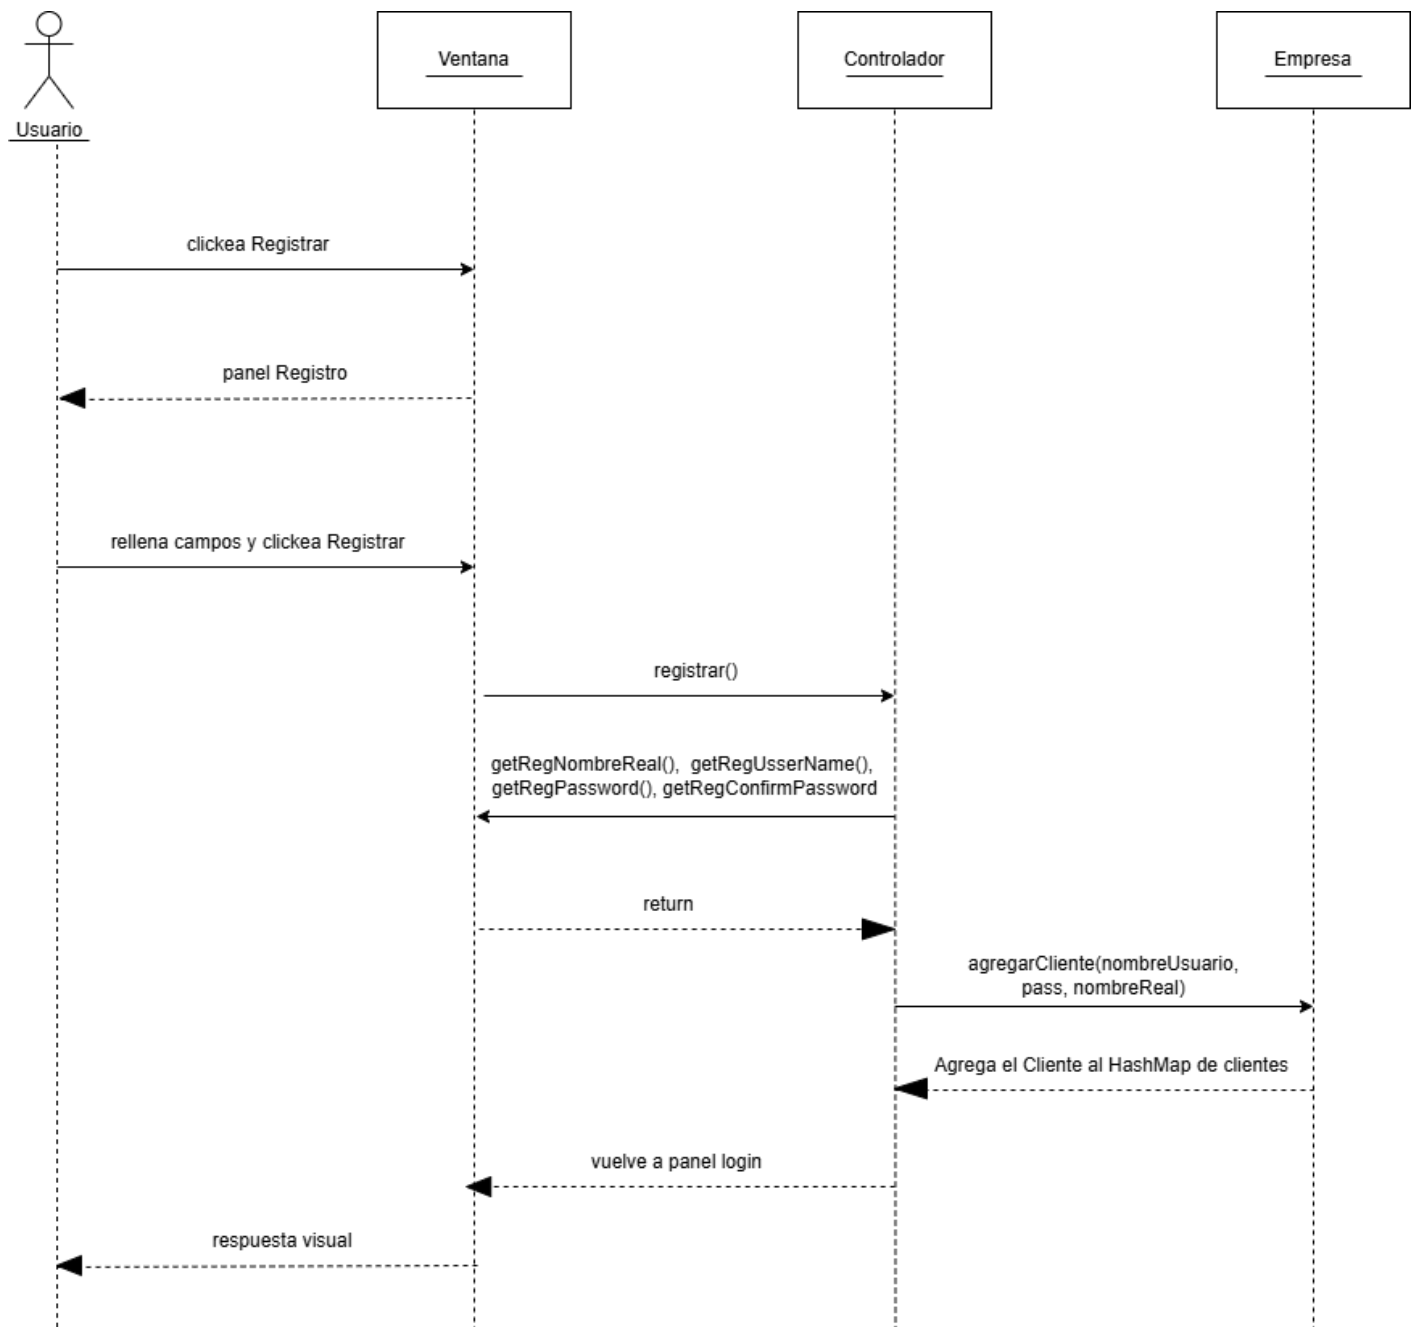 Usuario
Ventana
Controlador
Empresa
clickea Registrar
panel Registro
rellena campos y clickea Registrar
registrar()
getRegNombreReal(),  getRegUsserName(),
getRegPassword(), getRegConfirmPassword
return
agregarCliente(nombreUsuario,
pass, nombreReal)
Agrega el Cliente al HashMap de clientes
vuelve a panel login
respuesta visual